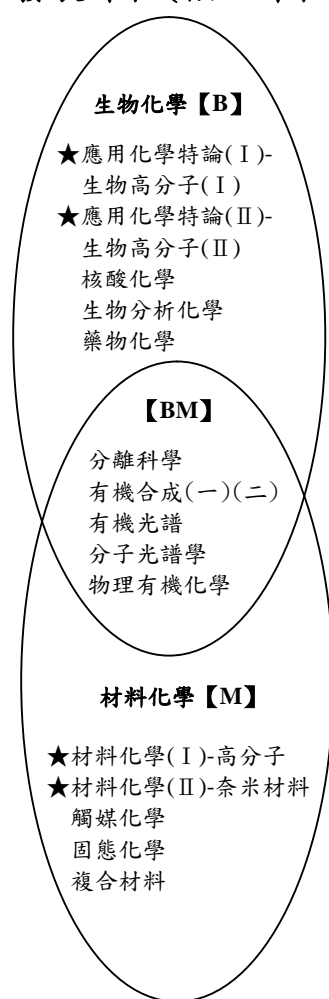 生物化學【B】
★應用化學特論(Ⅰ)-
生物高分子(Ⅰ)
★應用化學特論(Ⅱ)-
生物高分子(Ⅱ)
核酸化學
生物分析化學
藥物化學
【BM】
分離科學
有機合成(一)(二)
有機光譜
分子光譜學
物理有機化學
材料化學【M】
★材料化學(Ⅰ)-高分子
★材料化學(Ⅱ)-奈米材料
觸媒化學
固態化學
複合材料